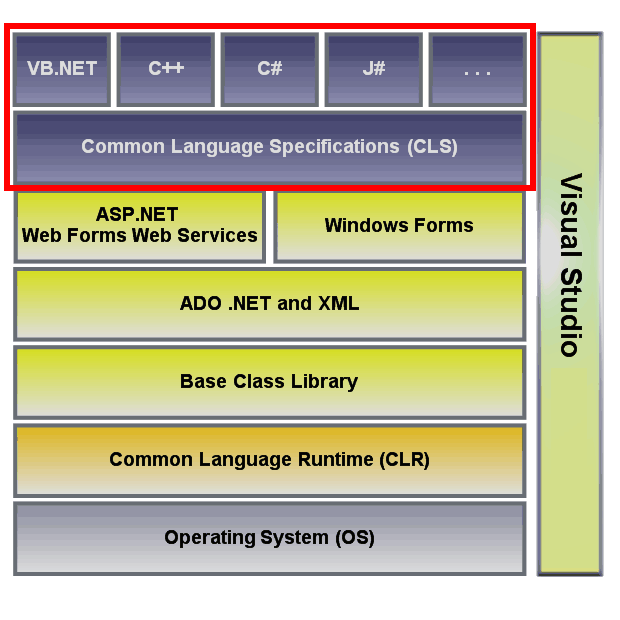 VB.NET
C++
C#
J#
. . .
Common Language Specifications (CLS)
ASP.NET
Web Forms Web Services
Windows Forms
ADO .NET and XML
Base Class Library
Common Language Runtime (CLR)
Operating System (OS)
Visual Studio